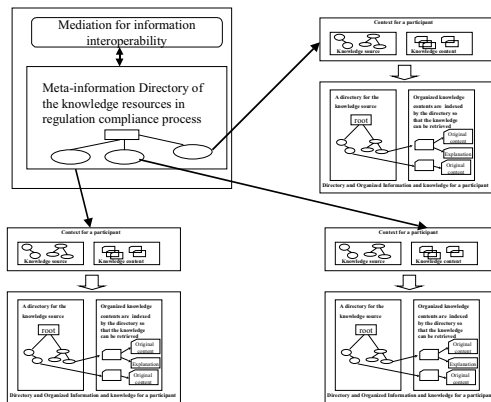 Mediation for information
interoperability
Meta-information Directory of
the knowledge resources in
regulation compliance process
Context for a participant
Knowledge source
Knowledge content
A directory for the
knowledge source
root
Organized knowledge
contents are indexed
by the directory so
that the knowledge
can be retrieved
Original
content
Explanation
Original
content
Directory and Organized Information and knowledge for a participant
Context for a participant
Knowledge source
Knowledge content
A directory for the
knowledge source
root
Organized knowledge
contents are indexed
by the directory so
that the knowledge
can be retrieved
Original
content
Explanation
Original
content
Directory and Organized Information and knowledge for a participant
Context for a participant
Knowledge source
Knowledge content
A directory for the
knowledge source
root
Organized knowledge
contents are indexed
by the directory so
that the knowledge
can be retrieved
Original
content
Explanation
Original
content
Directory and Organized Information and knowledge for a participant